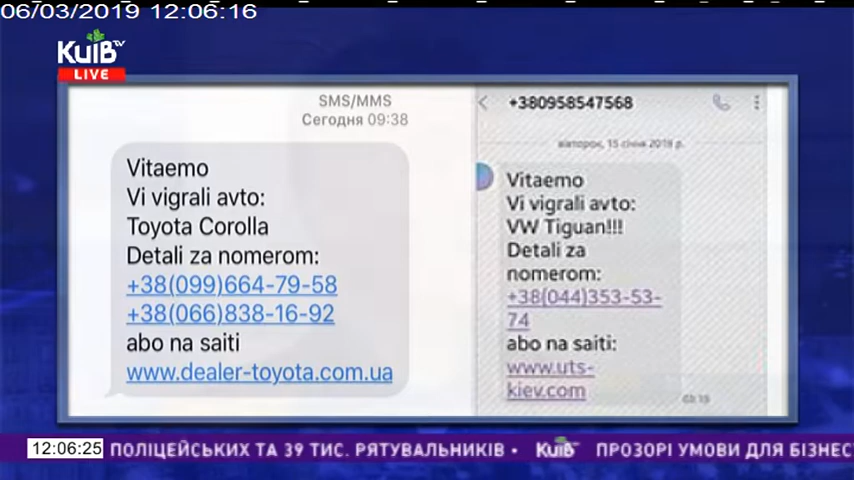 06/03/2019 12:06:16
КиїВ TV
LIVE
SMS/MMS
Сегодня 09:38
Vitaemo
Vi vigrali avto:
Toyota Corolla
Detali za nomerom:
+38(099)664-79-58
+38(066)838-16-92
abo na saiti
www.dealer-toyota.com.ua
+380958547568
вівторок, 15 січня 2019 р.
Vitaemo
Vi vigrali avto:
VW Tiguan!!!
Detali za
nomerom:
+38(044)353-53-
74
abo na saiti:
www.uts-
kiev.com
12:06:25 ПОЛІЦЕЙСЬКИХ ТА 39 ТИС. РЯТУВАЛЬНИКІВ • КиїВ ПРОЗОРІ УМОВИ ДЛЯ БІЗНЕС